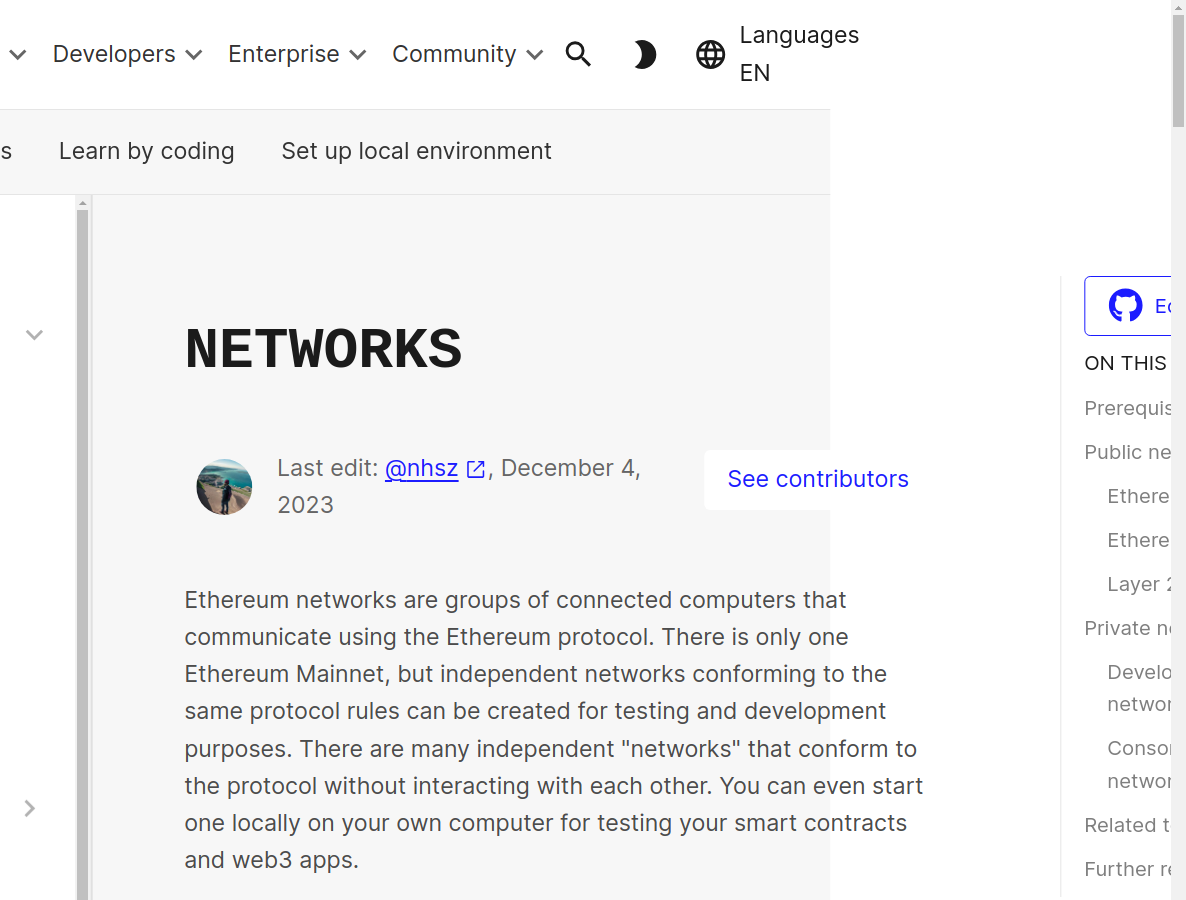 Developers
Enterprise
Community
Languages
EN
s
Learn by coding
Set up local environment
NETWORKS
Last edit: @nhsz, December 4,
2023
See contributors
Ethereum networks are groups of connected computers that
communicate using the Ethereum protocol. There is only one
Ethereum Mainnet, but independent networks conforming to the
same protocol rules can be created for testing and development
purposes. There are many independent "networks" that conform to
the protocol without interacting with each other. You can even start
one locally on your own computer for testing your smart contracts
and web3 apps.
ON THIS
Prerequis
Public ne
Ethere
Ethere
Layer 2
Private ne
Develo
networ
Consor
networ
Related t
Further re